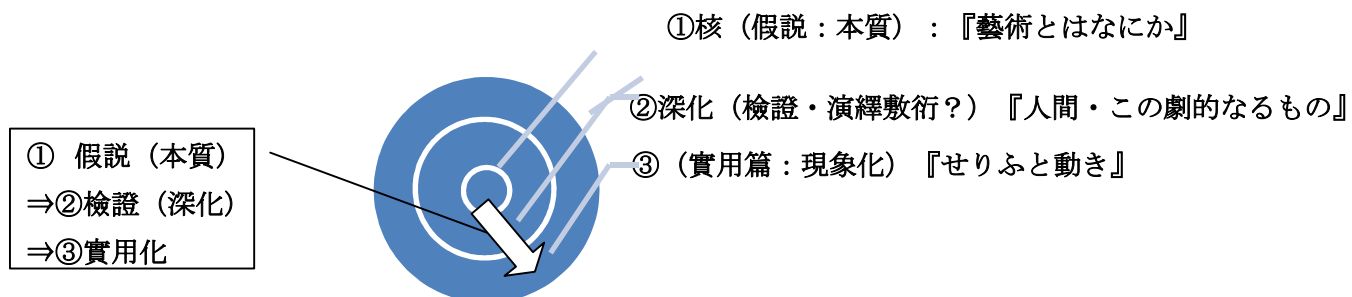 ①核（假説：本質）：『藝術とはなにか』
②深化（檢證・演繹敷衍？）『人間・この劇的なるもの』
③（實用篇：現象化）『せりふと動き』
① 假説（本質）
⇒②檢證（深化）
⇒③實用化